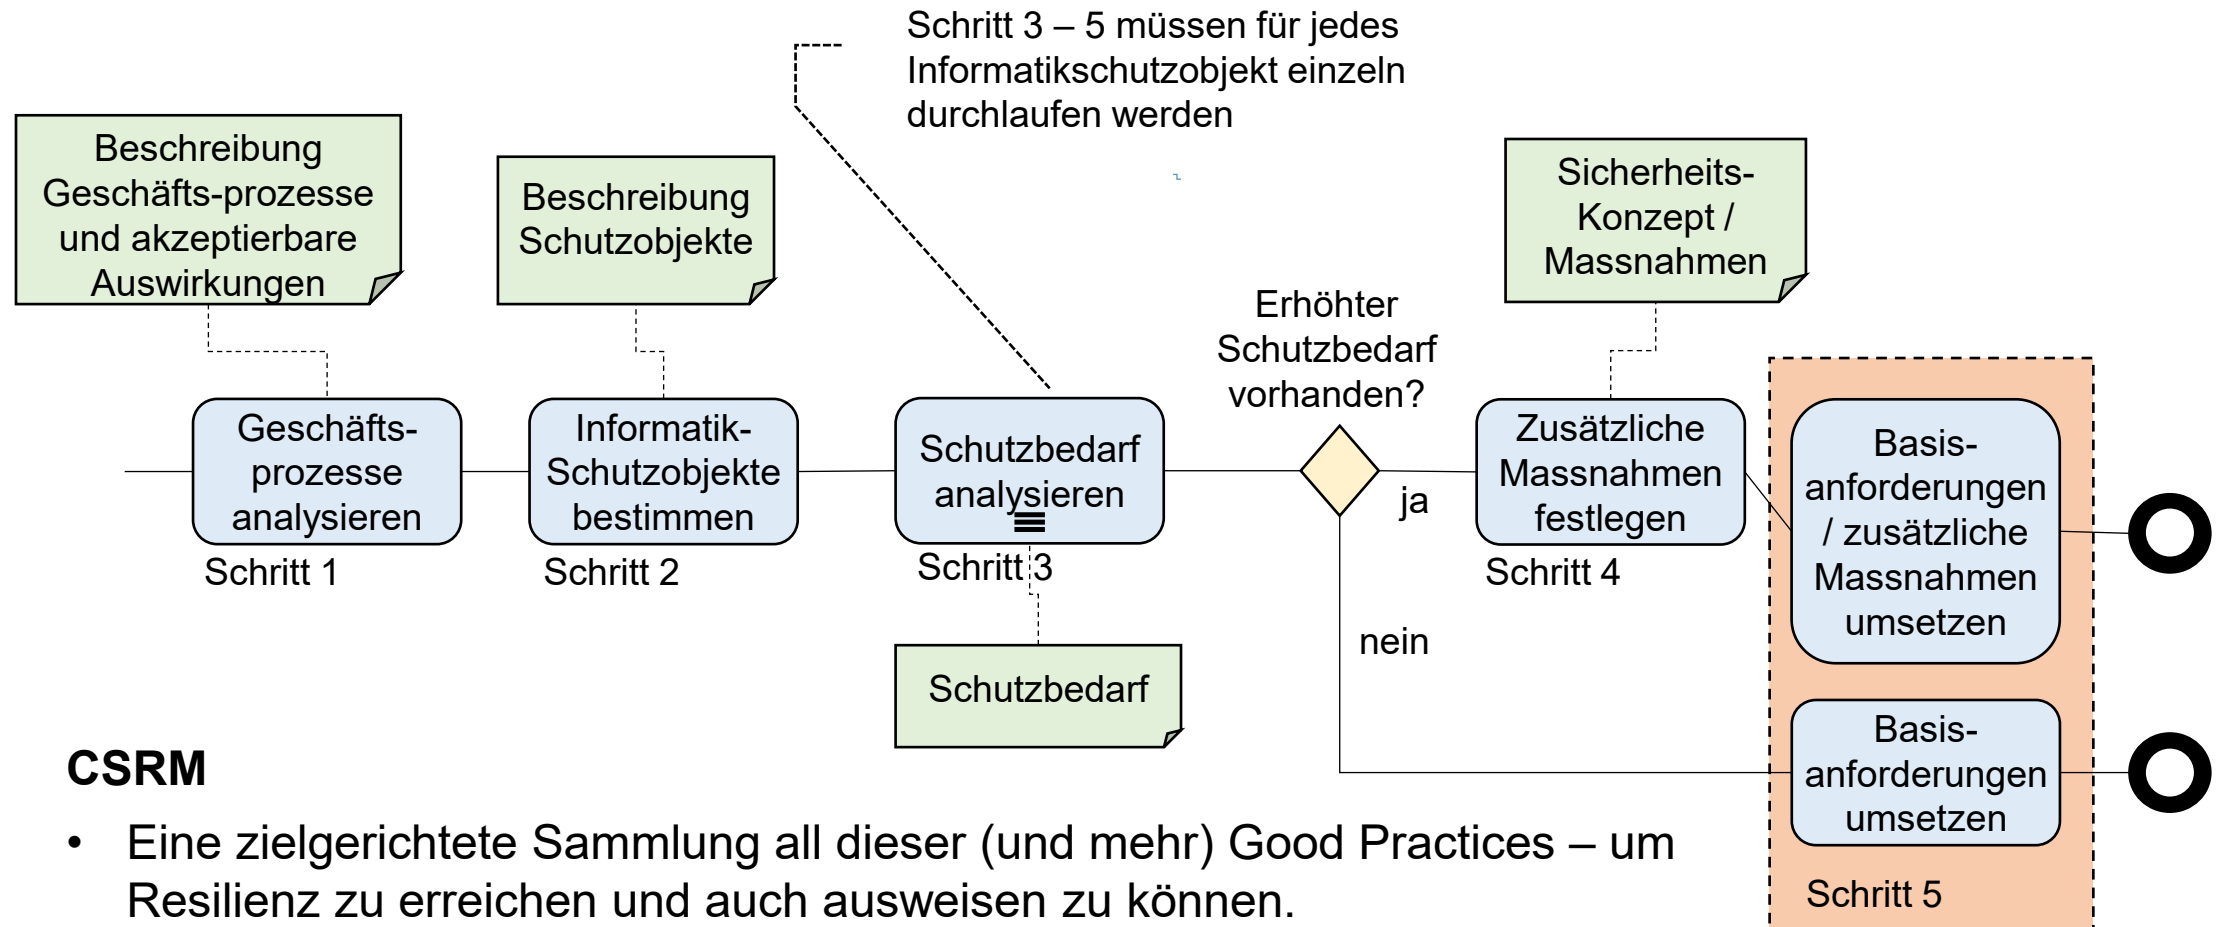 Schritt 3 – 5 müssen für jedes
Informatikschutzobjekt einzeln
durchlaufen werden
Beschreibung
Geschäfts-prozesse
und akzeptierbare
Auswirkungen
Beschreibung
Schutzobjekte
Sicherheits-
Konzept /
Massnahmen
Geschäfts-
prozesse
analysieren
Schritt 1
Informatik-
Schutzobjekte
bestimmen
Schritt 2
Schutzbedarf
analysieren
Schritt 3
Schutzbedarf
Erhöhter
Schutzbedarf
vorhanden?
ja
nein
Zusätzliche
Massnahmen
festlegen
Schritt 4
Basis-
anforderungen
/ zusätzliche
Massnahmen
umsetzen
Basis-
anforderungen
umsetzen
Schritt 5
CSRM
• Eine zielgerichtete Sammlung all dieser (und mehr) Good Practices – um
Resilienz zu erreichen und auch ausweisen zu können.